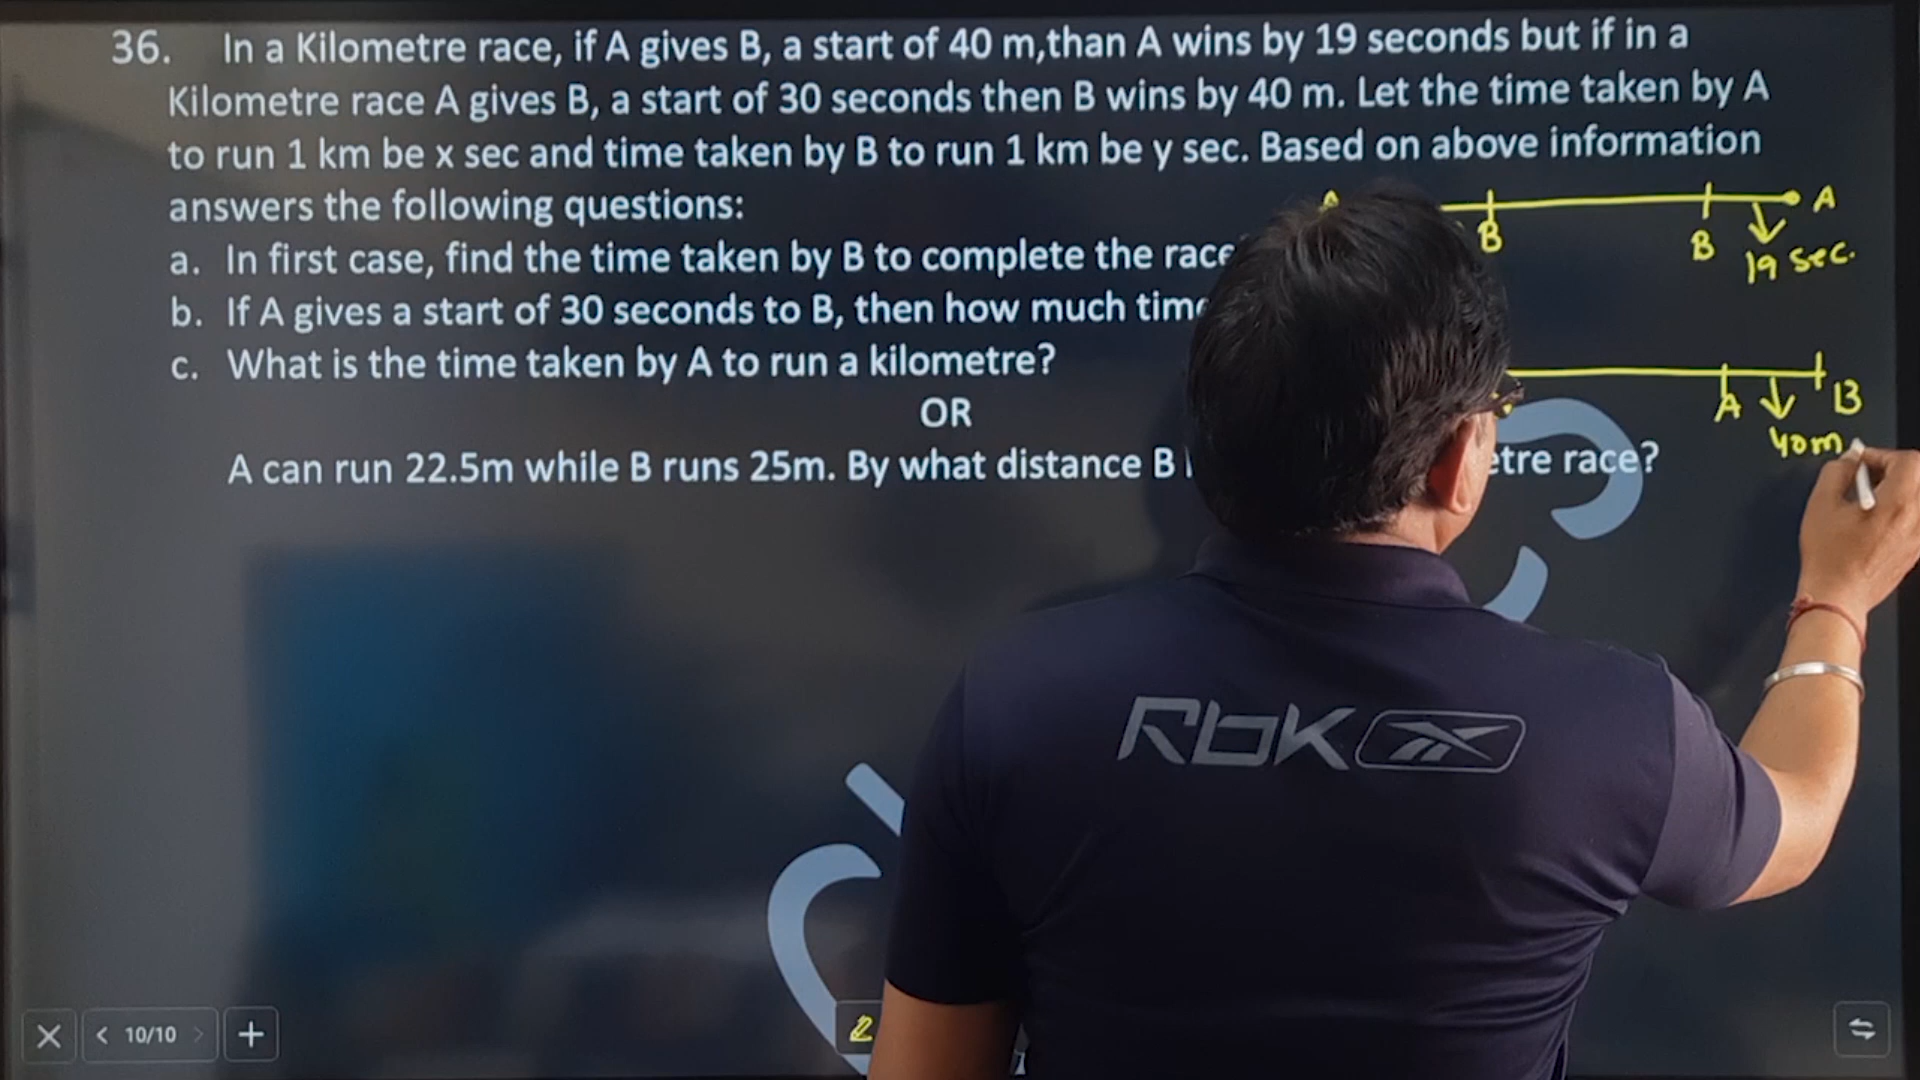 36. In a Kilometre race, if A gives B, a start of 40 m,than A wins by 19 seconds but if in a
Kilometre race A gives B, a start of 30 seconds then B wins by 40 m. Let the time taken by A
to run 1 km be x sec and time taken by B to run 1 km be y sec. Based on above information
answers the following questions:
A B B A
19 sec.
a. In first case, find the time taken by B to complete the race
b. If A gives a start of 30 seconds to B, then how much
c. What is the time taken by A to run a kilometre?
A B
40m
OR
A can run 22.5m while B runs 25m. By what distance B race?
Rbk
10/10